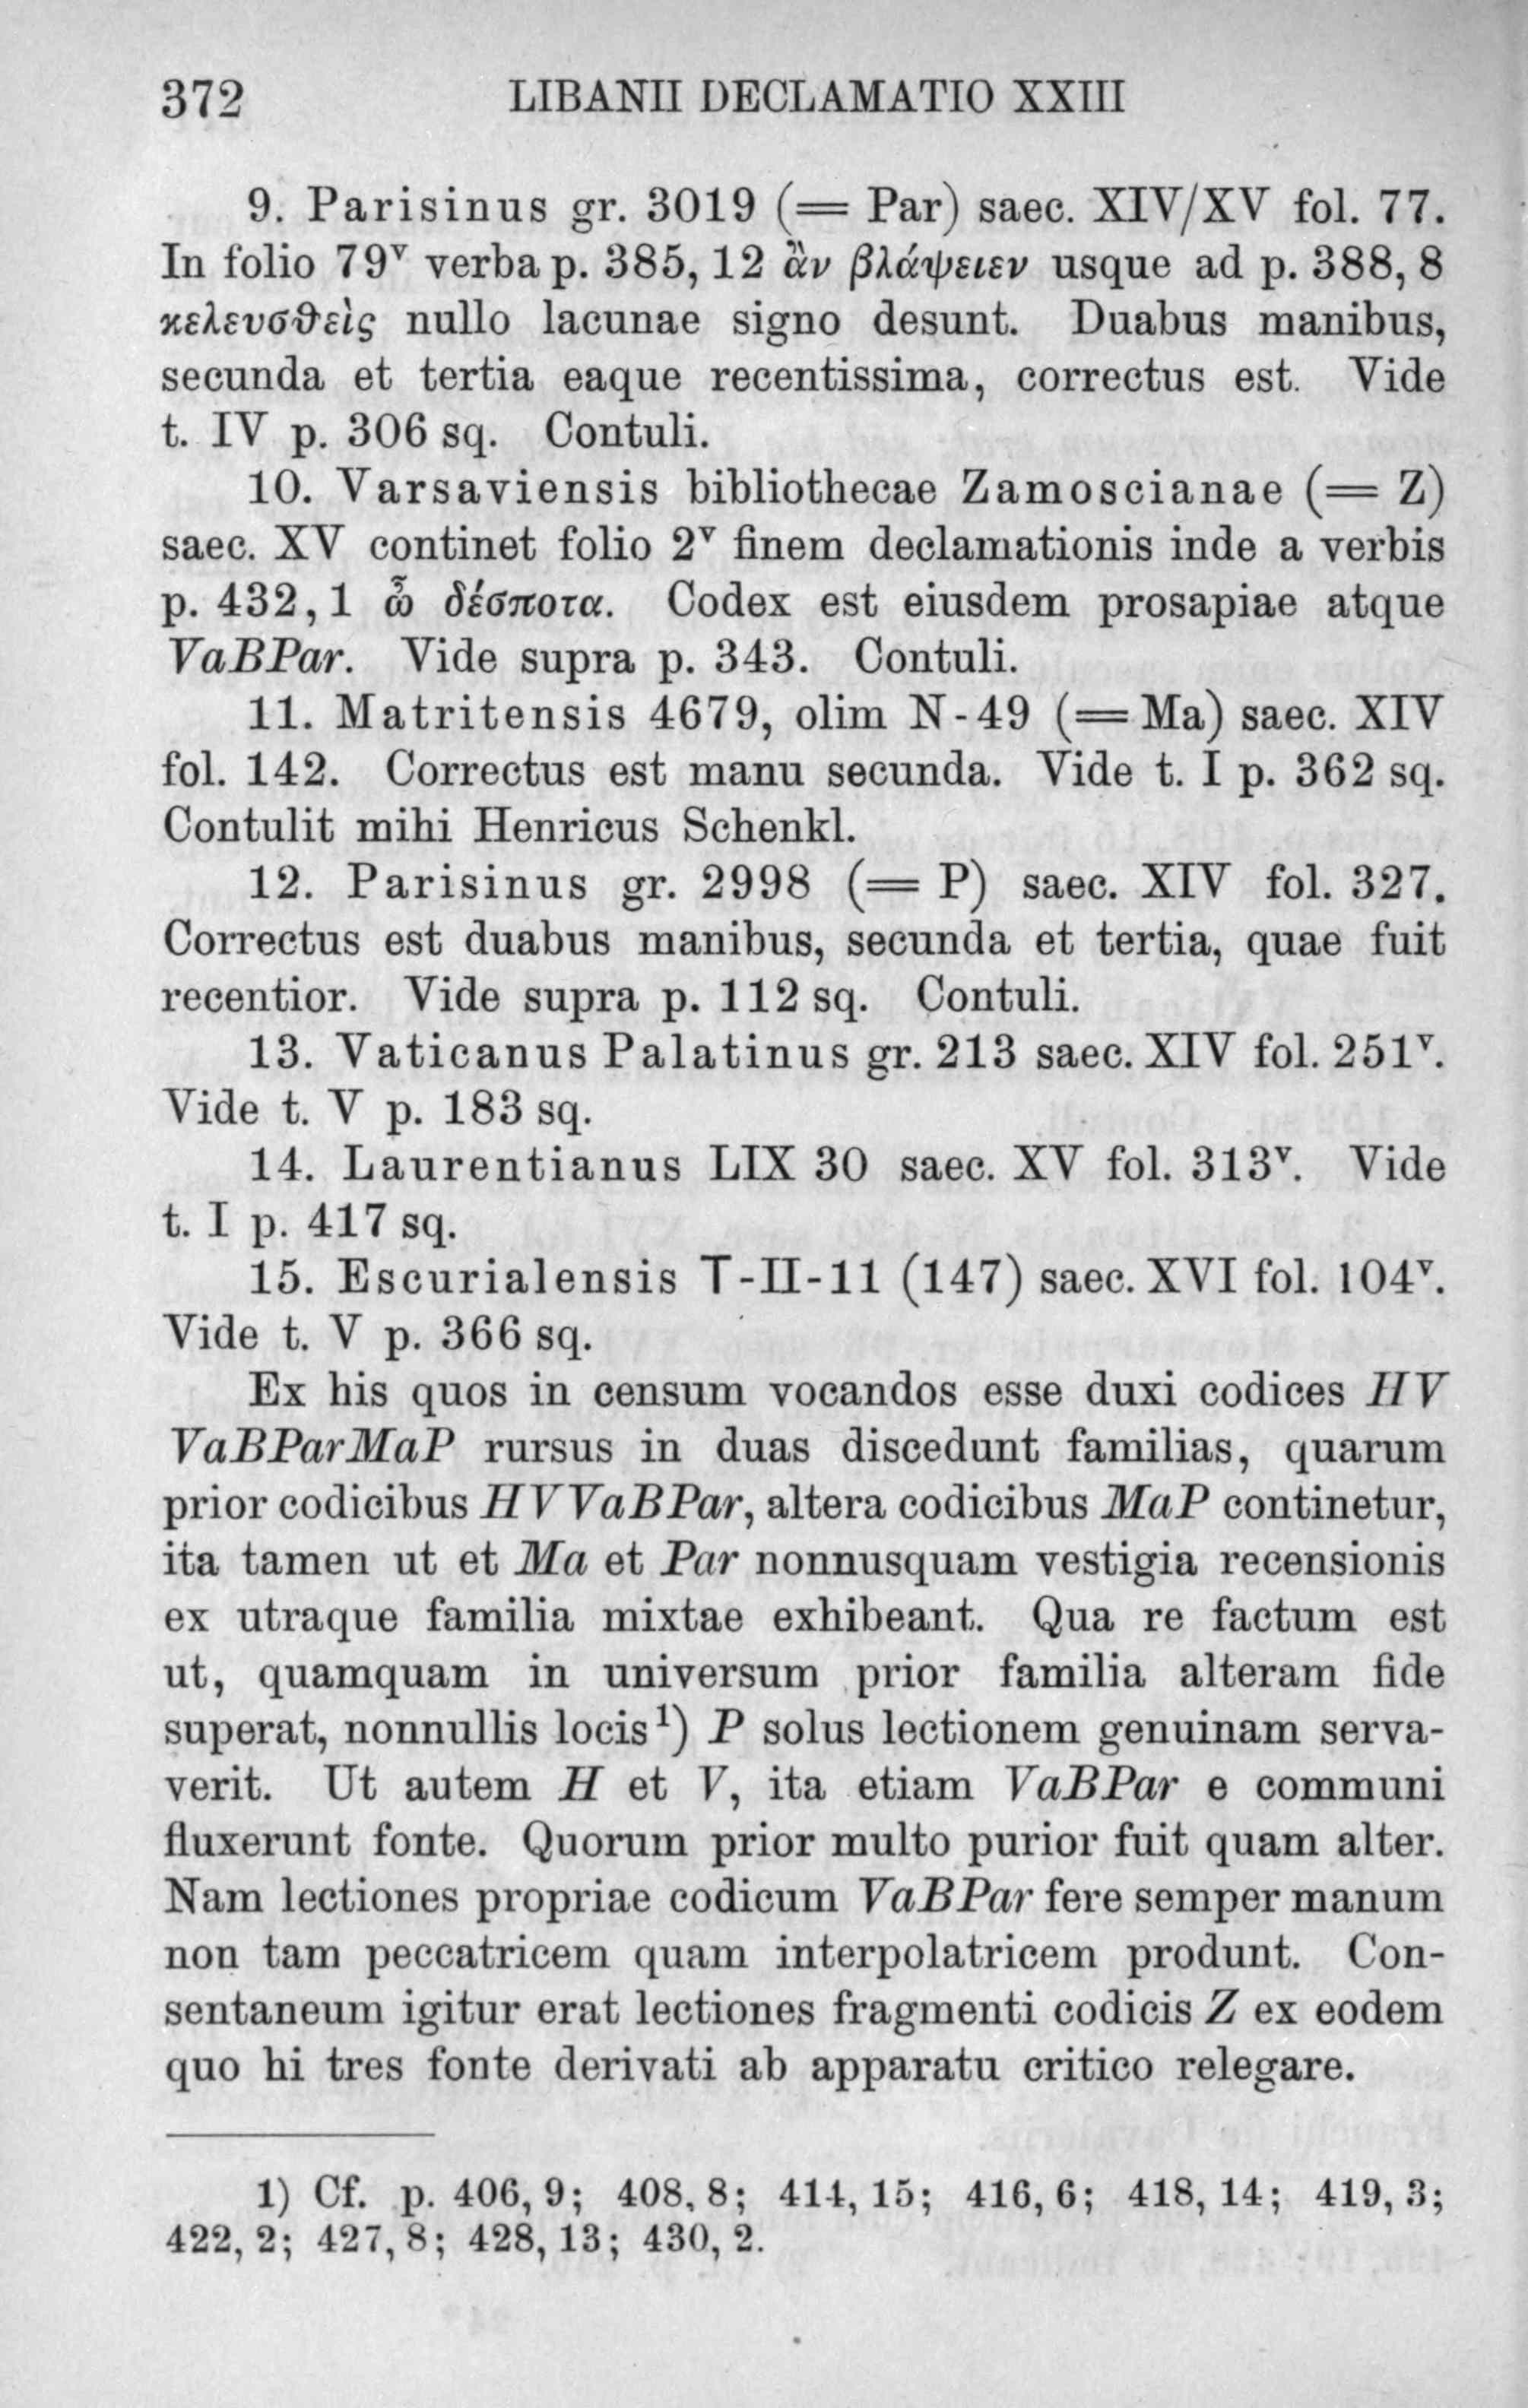 372 LIBANII DECLAMATIO XXIII
9. Parisinus gr. 3019 (= Par) saec. XIV/XV fol. 77.
In folio 79ᵛ verba p. 385, 12 ἂν βλάψειεν usque ad p. 388, 8
κελευσθεὶς nullo lacunae signo desunt. Duabus manibus,
secunda et tertia eaque recentissima, correctus est. Vide
t. IV p. 306 sq. Contuli.
10. Varsaviensis bibliothecae Zamoscianae (= Z)
saec. XV continet folio 2ᵛ finem declamationis inde a verbis
p. 432, 1 ὦ δέσποτα. Codex est eiusdem prosapiae atque
VaBPar. Vide supra p. 343. Contuli.
11. Matritensis 4679, olim N-49 (= Ma) saec. XIV
fol. 142. Correctus est manu secunda. Vide t. I p. 362 sq.
Contulit mihi Henricus Schenkl.
12. Parisinus gr. 2998 (= P) saec. XIV fol. 327.
Correctus est duabus manibus, secunda et tertia, quae fuit
recentior. Vide supra p. 112 sq. Contuli.
13. Vaticanus Palatinus gr. 213 saec. XIV fol. 251ᵛ.
Vide t. V p. 183 sq.
14. Laurentianus LIX 30 saec. XV fol. 313ᵛ. Vide
t. I p. 417 sq.
15. Escurialensis T-II-11 (147) saec. XVI fol. 104ᵛ.
Vide t. V p. 366 sq.
Ex his quos in censum vocandos esse duxi codices HV
VaBParMaP rursus in duas discedunt familias, quarum
prior codicibus HVVaBPar, altera codicibus MaP continetur,
ita tamen ut et Ma et Par nonnusquam vestigia recensionis
ex utraque familia mixtae exhibeant. Qua re factum est
ut, quamquam in universum prior familia alteram fide
superat, nonnullis locis¹) P solus lectionem genuinam serva-
verit. Ut autem H et V, ita etiam VaBPar e communi
fluxerunt fonte. Quorum prior multo purior fuit quam alter.
Nam lectiones propriae codicum VaBPar fere semper manum
non tam peccatricem quam interpolatricem produnt. Con-
sentaneum igitur erat lectiones fragmenti codicis Z ex eodem
quo hi tres fonte derivati ab apparatu critico relegare.
1) Cf. p. 406, 9; 408, 8; 414, 15; 416, 6; 418, 14; 419, 3;
422, 2; 427, 8; 428, 13; 430, 2.